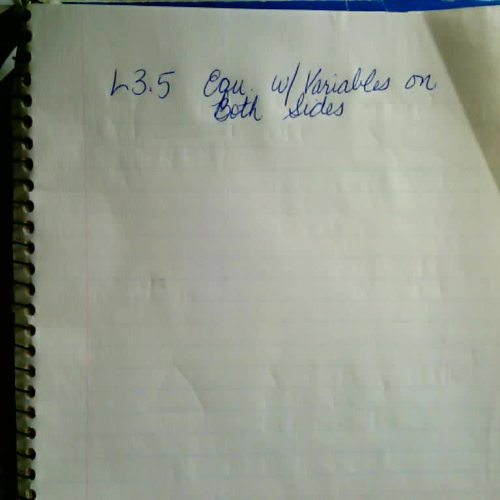 L3.5 Equ. w/ Variables on
Both Sides